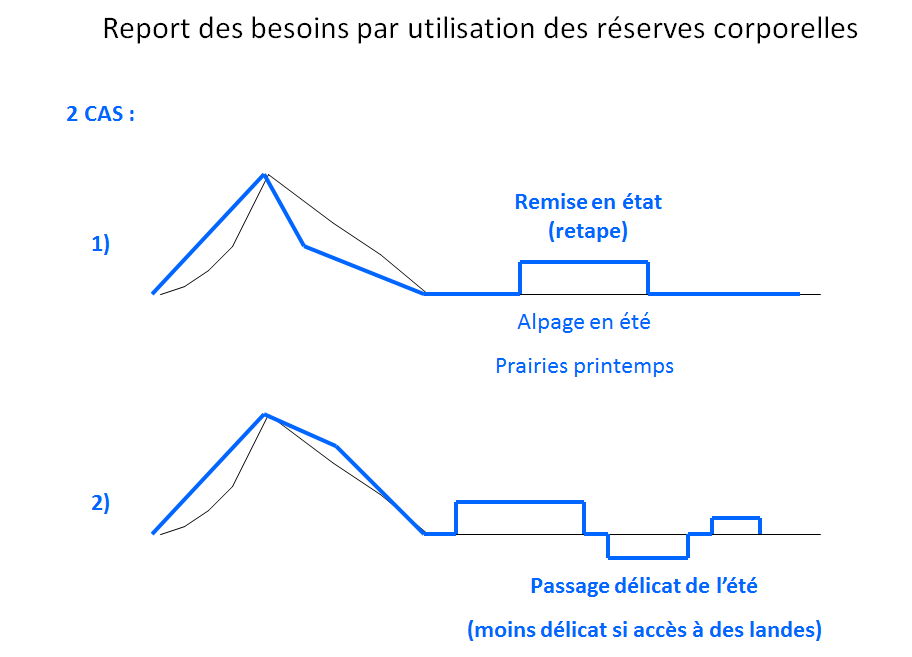 Report des besoins par utilisation des réserves corporelles
2 CAS :
1)
Remise en état
(retape)
Alpage en été
Prairies printemps
2)
Passage délicat de l’été
(moins délicat si accès à des landes)